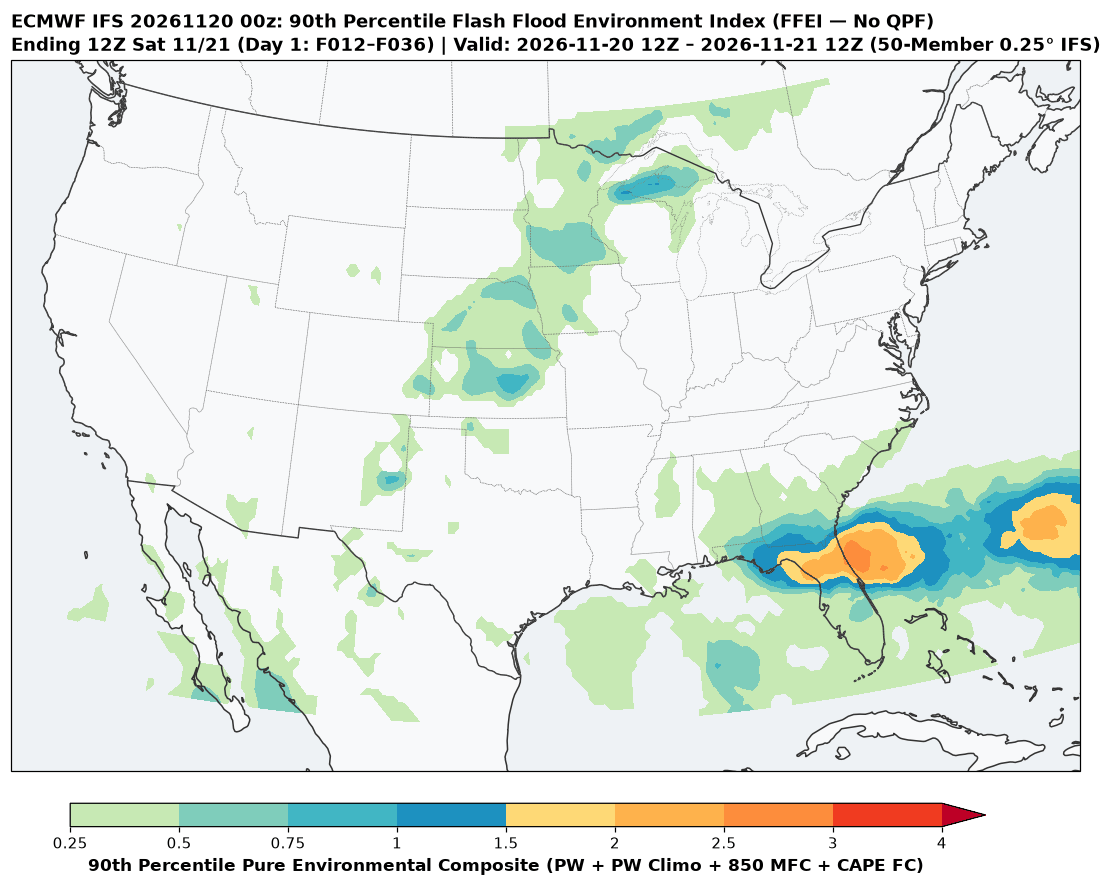 ECMWF IFS 20261120 00z: 90th Percentile Flash Flood Environment Index (FFEI — No QPF)
Ending 12Z Sat 11/21 (Day 1: F012–F036) | Valid: 2026-11-20 12Z – 2026-11-21 12Z (50-Member 0.25° IFS)
0.25 0.5 0.75 1 1.5 2 2.5 3 4
90th Percentile Pure Environmental Composite (PW + PW Climo + 850 MFC + CAPE FC)